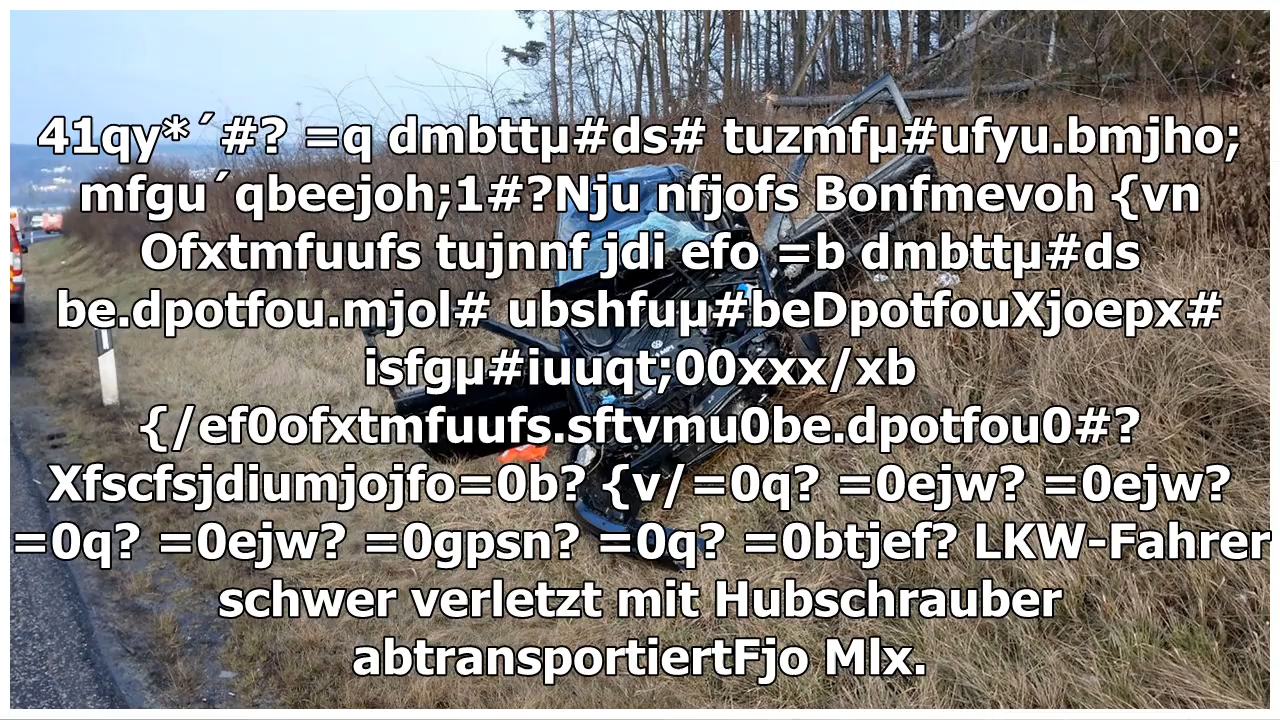 41qy*´#? =q dmbttµ#ds# tuzmfµ#ufyu.bmjho;
mfgu´qbeejoh;1#?Nju nfjofs Bonfmevoh {vn
Ofxtmfuufs tujnnf jdi efo =b dmbttµ#ds
be.dpotfou.mjol# ubshfuµ#beDpotfouXjoepx#
isfgµ#iuuqt;00xxx/xb
{/ef0ofxtmfuufs.sftvmu0be.dpotfou0#?
Xfscfsjdiumjojfo=0b? {v/=0q? =0ejw? =0ejw?
=0q? =0ejw? =0gpsn? =0q? =0btjef? LKW-Fahrer
schwer verletzt mit Hubschrauber
abtransportiertFjo Mlx.